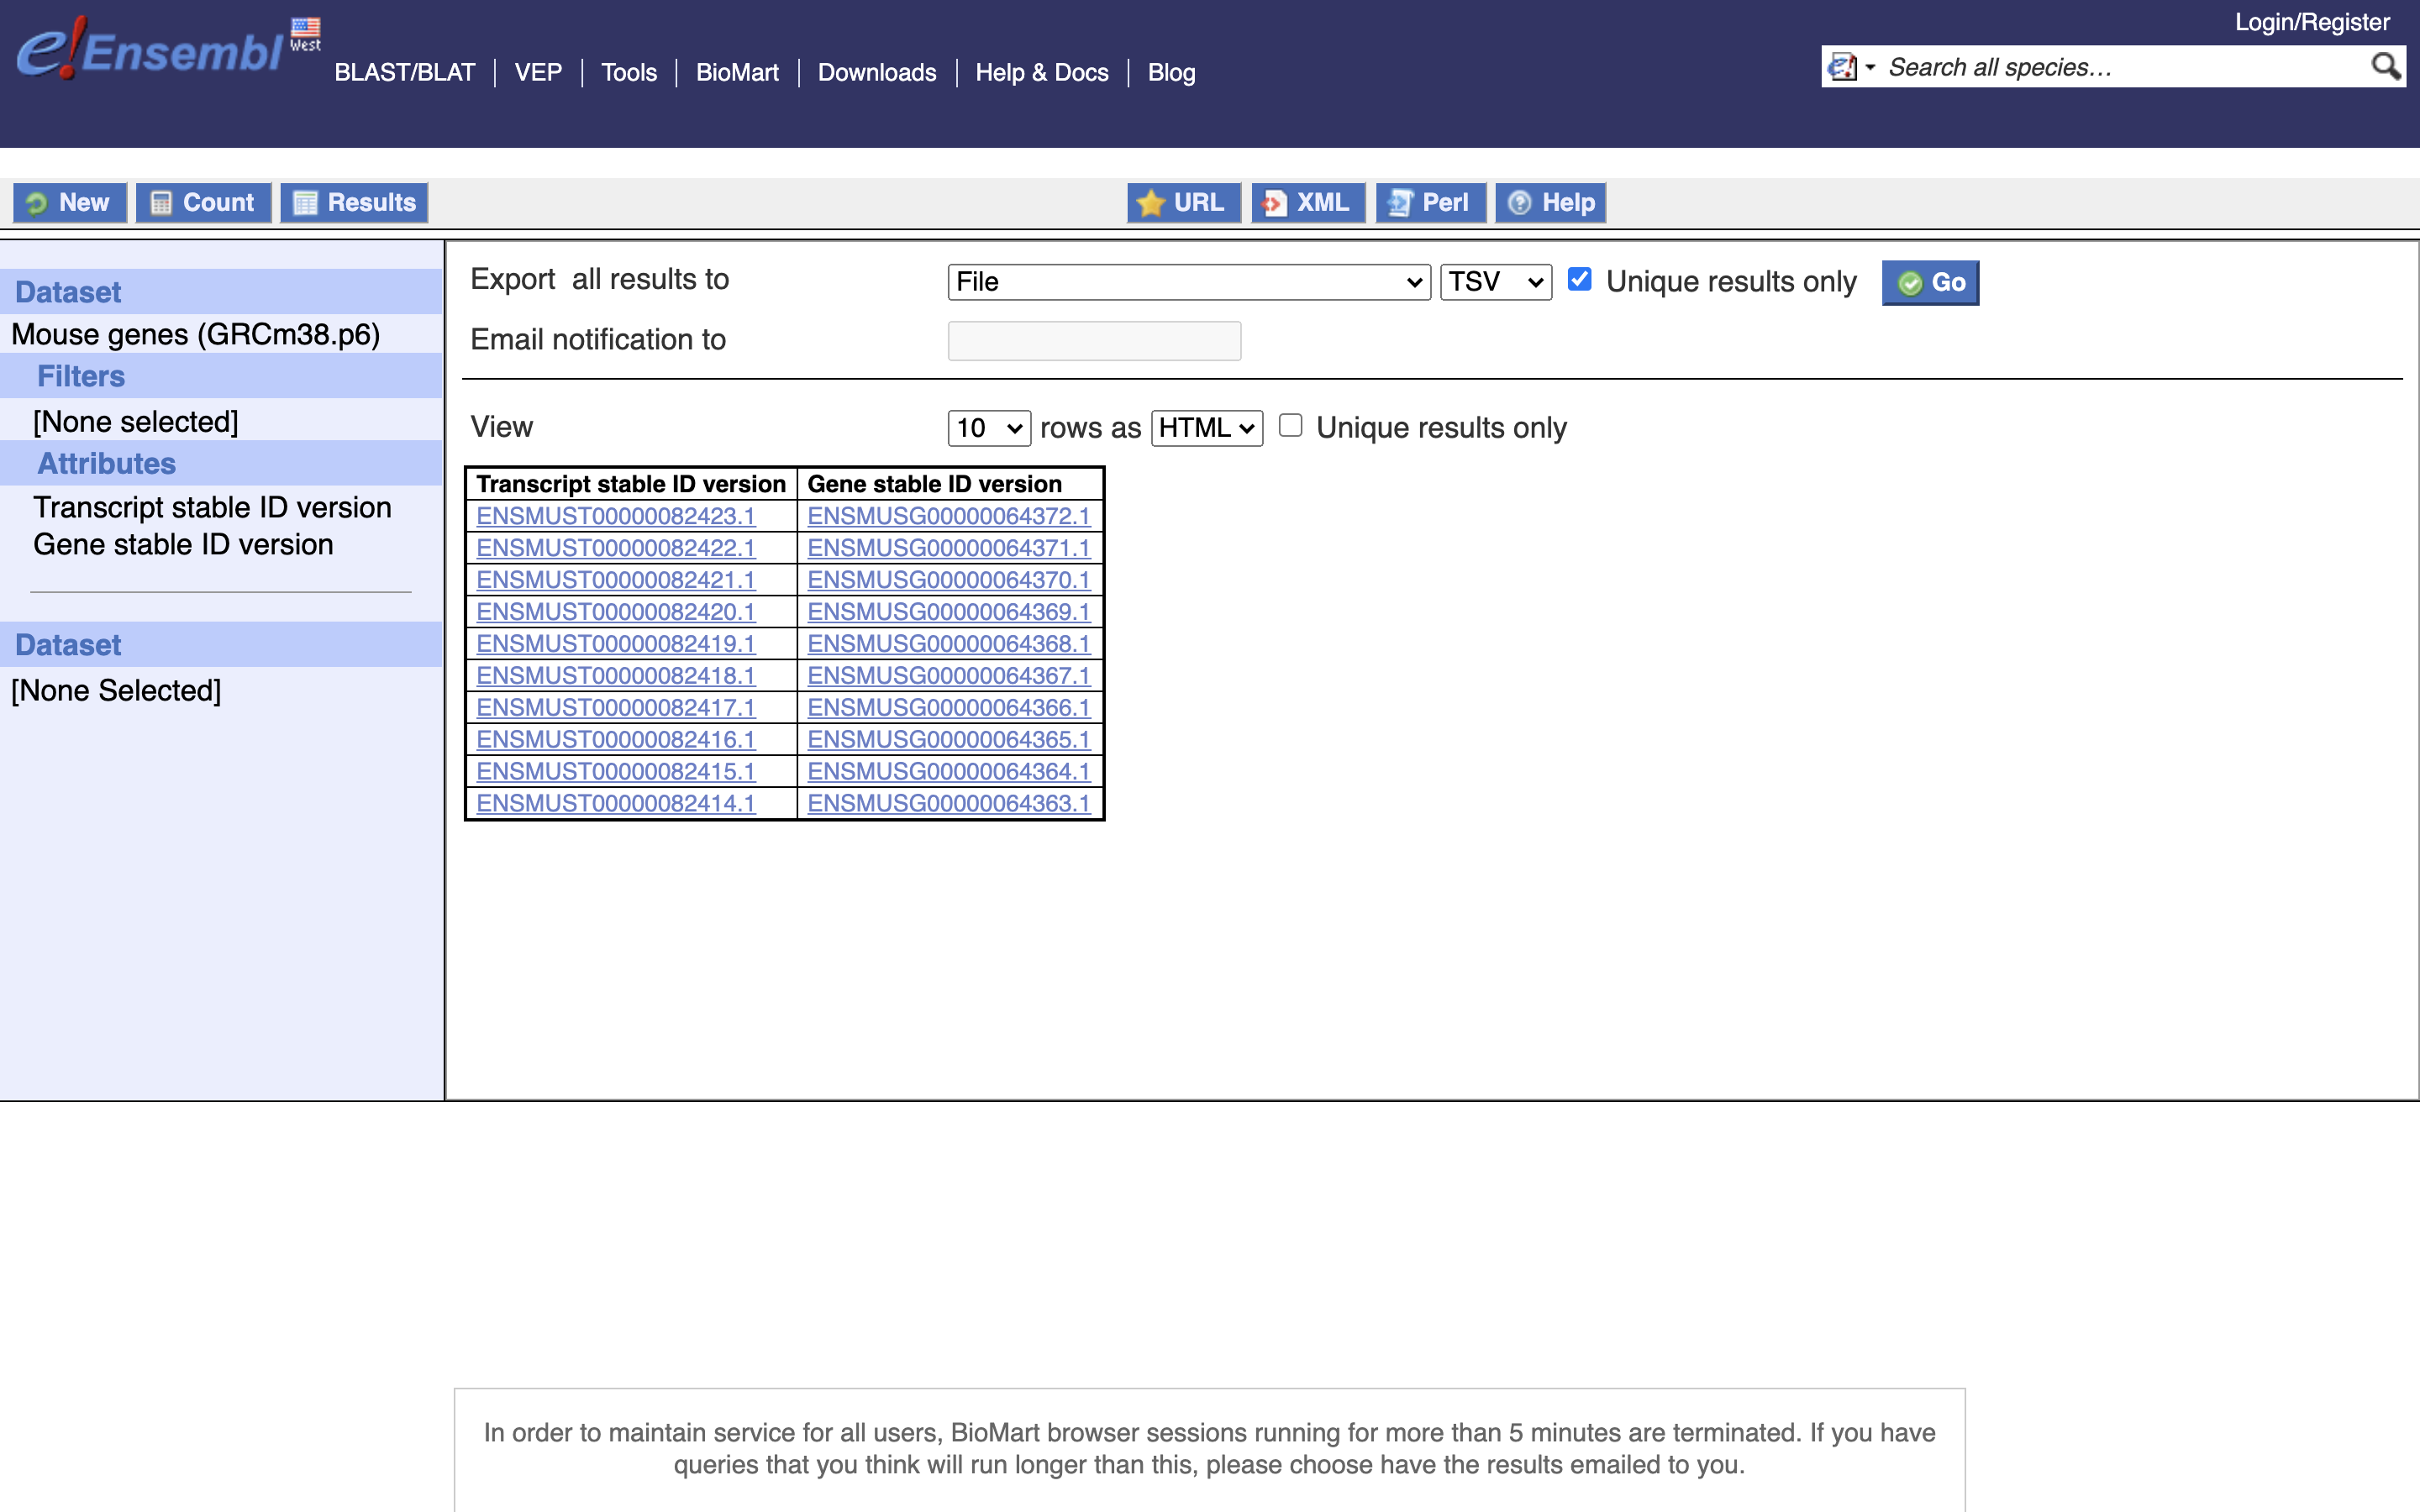 Login/Register
e!Ensembl West
BLAST/BLAT | VEP | Tools | BioMart | Downloads | Help & Docs | Blog
e! Search all species…
New Count Results URL XML Perl Help
Dataset
Mouse genes (GRCm38.p6)
Filters
[None selected]
Attributes
Transcript stable ID version
Gene stable ID version
Dataset
[None Selected]
Export all results to File TSV Unique results only Go
Email notification to
View 10 rows as HTML Unique results only
Transcript stable ID version Gene stable ID version
ENSMUST00000082423.1 ENSMUSG00000064372.1
ENSMUST00000082422.1 ENSMUSG00000064371.1
ENSMUST00000082421.1 ENSMUSG00000064370.1
ENSMUST00000082420.1 ENSMUSG00000064369.1
ENSMUST00000082419.1 ENSMUSG00000064368.1
ENSMUST00000082418.1 ENSMUSG00000064367.1
ENSMUST00000082417.1 ENSMUSG00000064366.1
ENSMUST00000082416.1 ENSMUSG00000064365.1
ENSMUST00000082415.1 ENSMUSG00000064364.1
ENSMUST00000082414.1 ENSMUSG00000064363.1
In order to maintain service for all users, BioMart browser sessions running for more than 5 minutes are terminated. If you have
queries that you think will run longer than this, please choose have the results emailed to you.